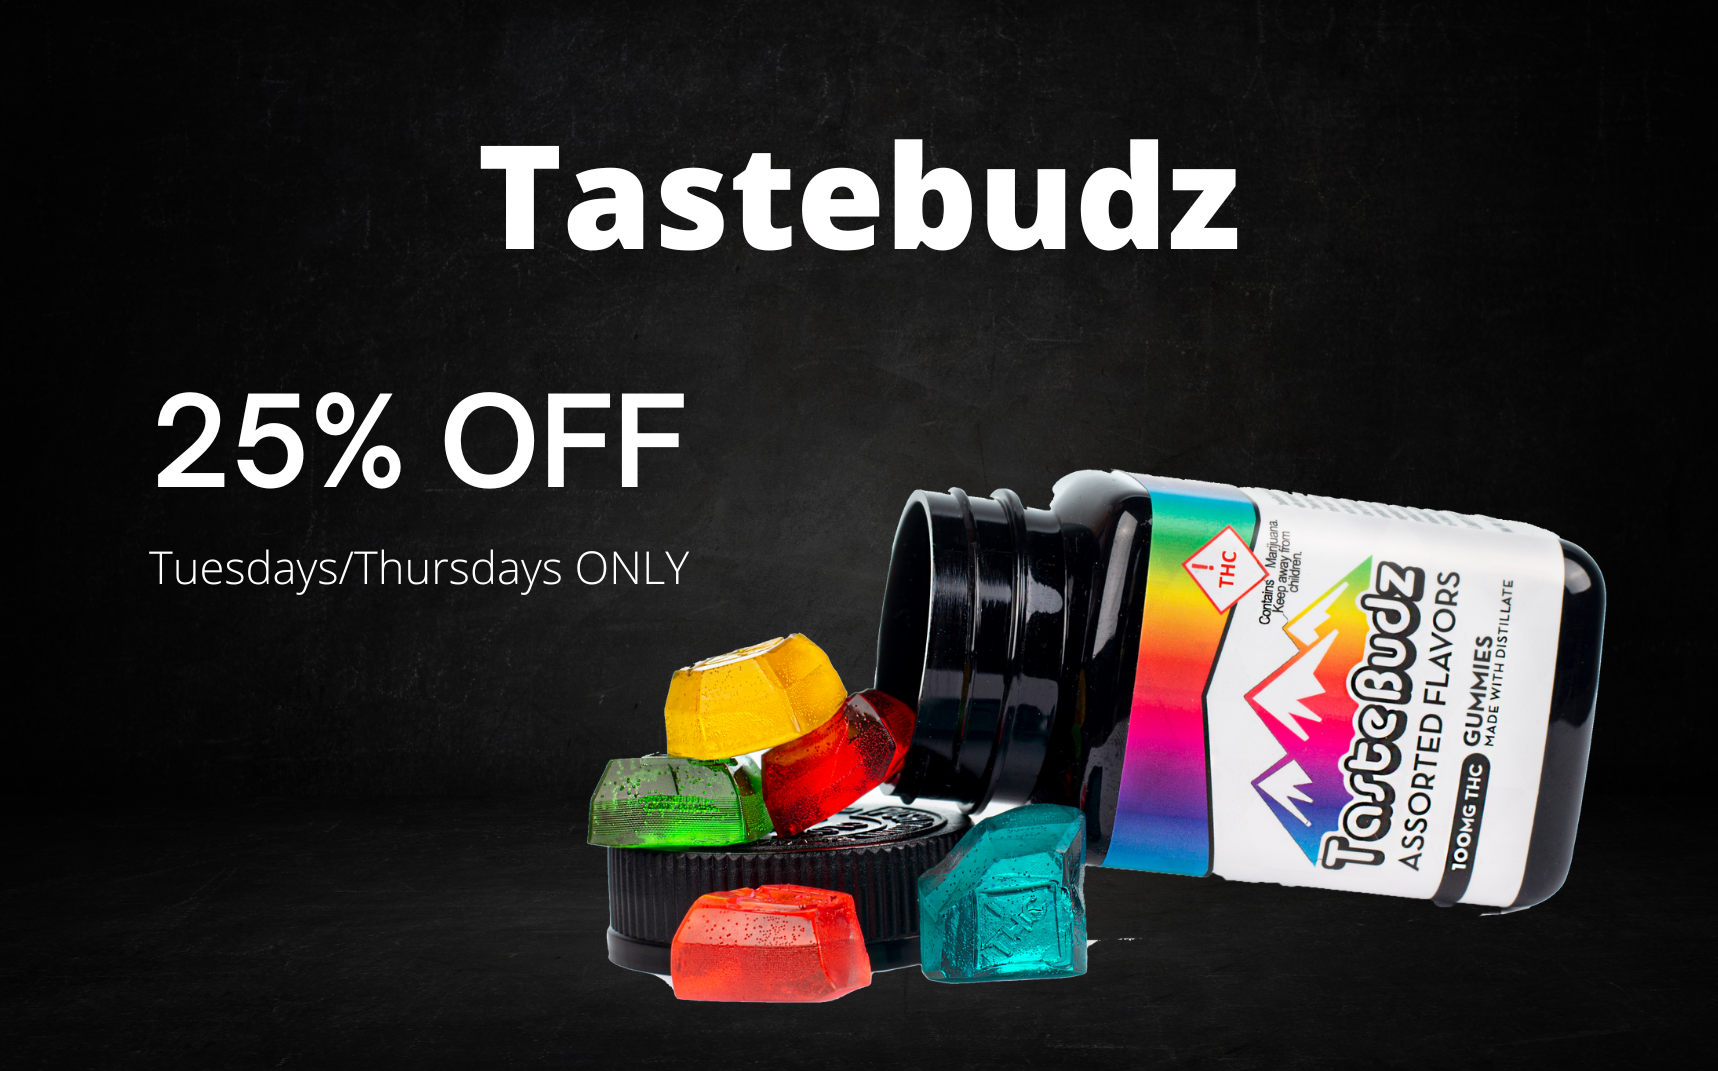 Tastebudz
25% OFF
Tuesdays/Thursdays ONLY
! THC
Contains Marijuana.
Keep away from
children.
TasteBudz
ASSORTED FLAVORS
100MG THC GUMMIES
MADE WITH DISTILLATE
THC